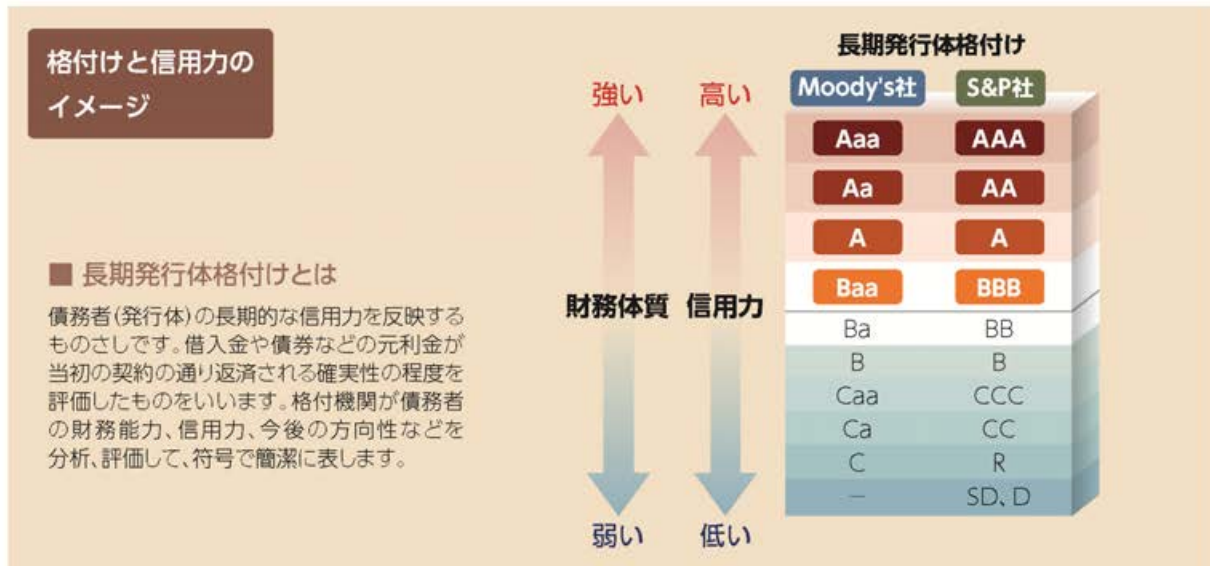 格付けと信用力の
イメージ
■ 長期発行体格付けとは
債務者(発行体)の長期的な信用力を反映する
ものさしです。借入金や債券などの元利金が
当初の契約の通り返済される確実性の程度を
評価したものをいいます。格付機関が債務者
の財務能力、信用力、今後の方向性などを
分析、評価して、符号で簡潔に表します。
強い 高い
財務体質 信用力
弱い 低い
長期発行体格付け
Moody's社 S&P社
Aaa AAA
Aa AA
A A
Baa BBB
Ba BB
B B
Caa CCC
Ca CC
C R
― SD、D